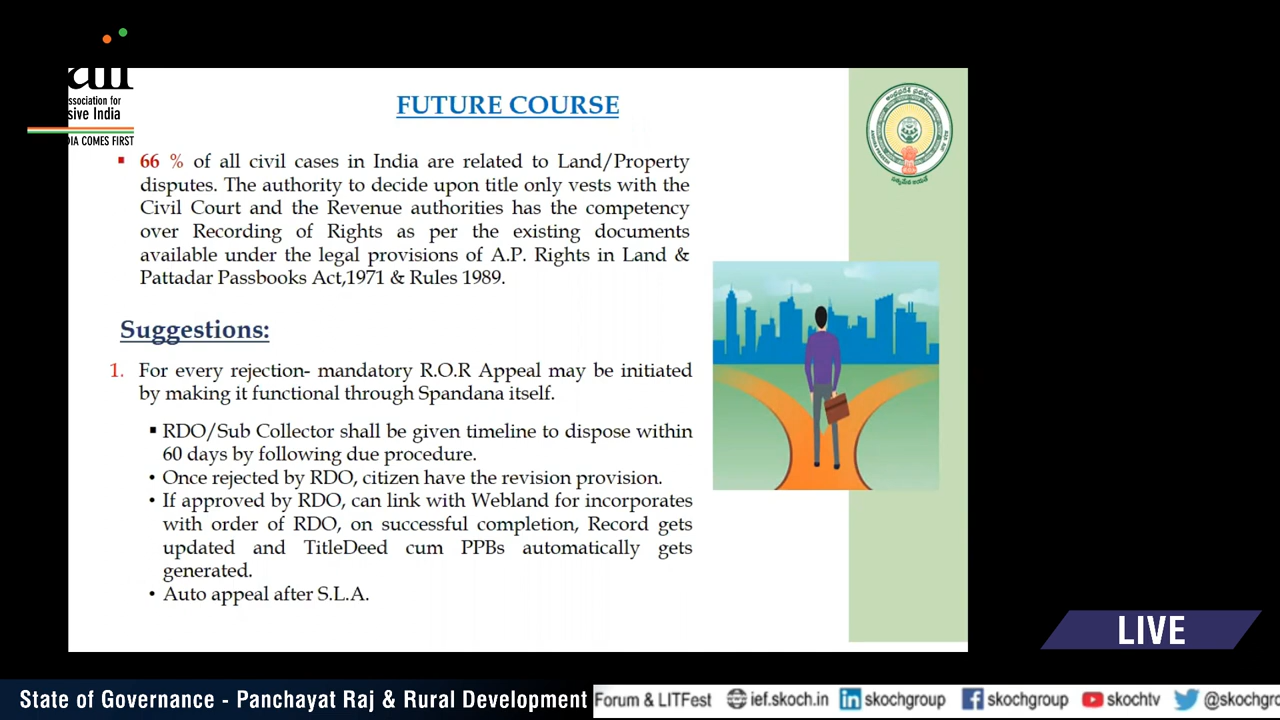 ssociation for
sive India
DIA COMES FIRST
FUTURE COURSE
▪ 66 % of all civil cases in India are related to Land/Property
disputes. The authority to decide upon title only vests with the
Civil Court and the Revenue authorities has the competency
over Recording of Rights as per the existing documents
available under the legal provisions of A.P. Rights in Land &
Pattadar Passbooks Act,1971 & Rules 1989.
Suggestions:
1. For every rejection- mandatory R.O.R Appeal may be initiated
by making it functional through Spandana itself.
▪ RDO/Sub Collector shall be given timeline to dispose within
60 days by following due procedure.
• Once rejected by RDO, citizen have the revision provision.
• If approved by RDO, can link with Webland for incorporates
with order of RDO, on successful completion, Record gets
updated and TitleDeed cum PPBs automatically gets
generated.
• Auto appeal after S.L.A.
LIVE
State of Governance - Panchayat Raj & Rural Development
Forum & LITFest ief.skoch.in skochgroup skochgroup skochtv @skochgr